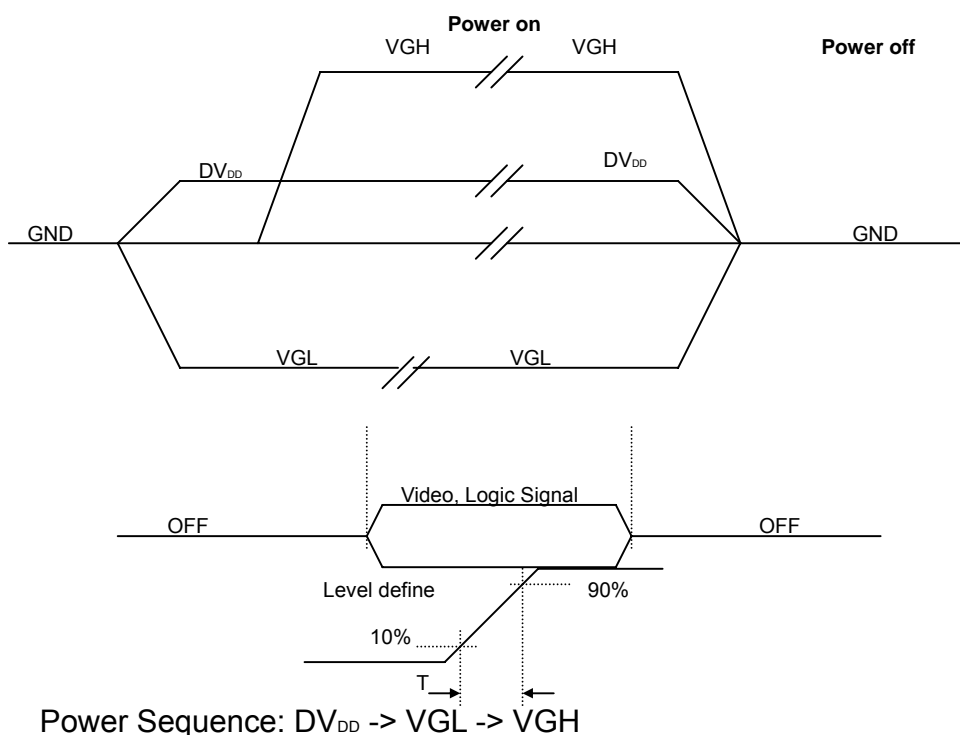 Power on
VGH VGH Power off
DVDD DVDD
GND GND
VGL VGL
Video, Logic Signal
OFF OFF
Level define 90%
10%
T
Power Sequence: DVDD -> VGL -> VGH